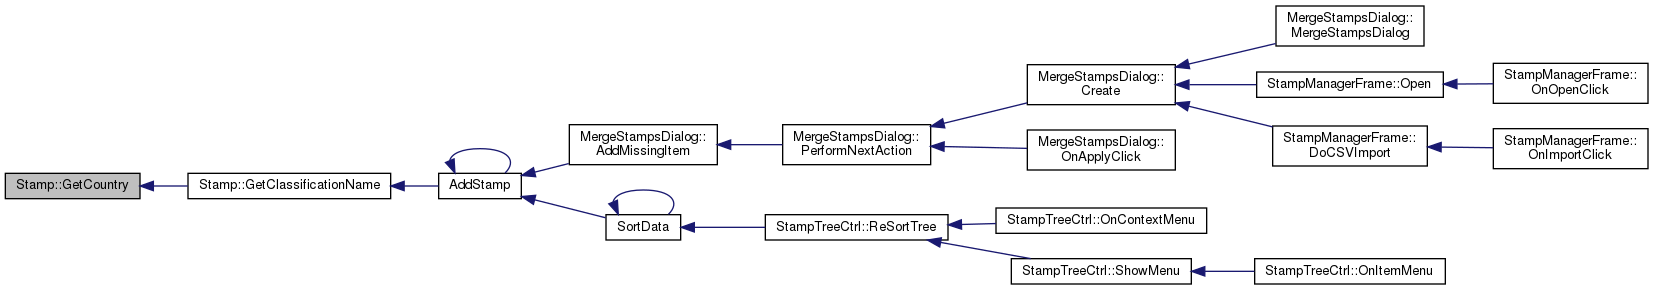 Stamp::GetCountry
Stamp::GetClassificationName
AddStamp
MergeStampsDialog::
AddMissingItem
SortData
MergeStampsDialog::
PerformNextAction
StampTreeCtrl::ReSortTree
MergeStampsDialog::
Create
MergeStampsDialog::
OnApplyClick
StampTreeCtrl::OnContextMenu
StampTreeCtrl::ShowMenu
MergeStampsDialog::
MergeStampsDialog
StampManagerFrame::Open
StampManagerFrame::
DoCSVImport
StampTreeCtrl::OnItemMenu
StampManagerFrame::
OnOpenClick
StampManagerFrame::
OnImportClick